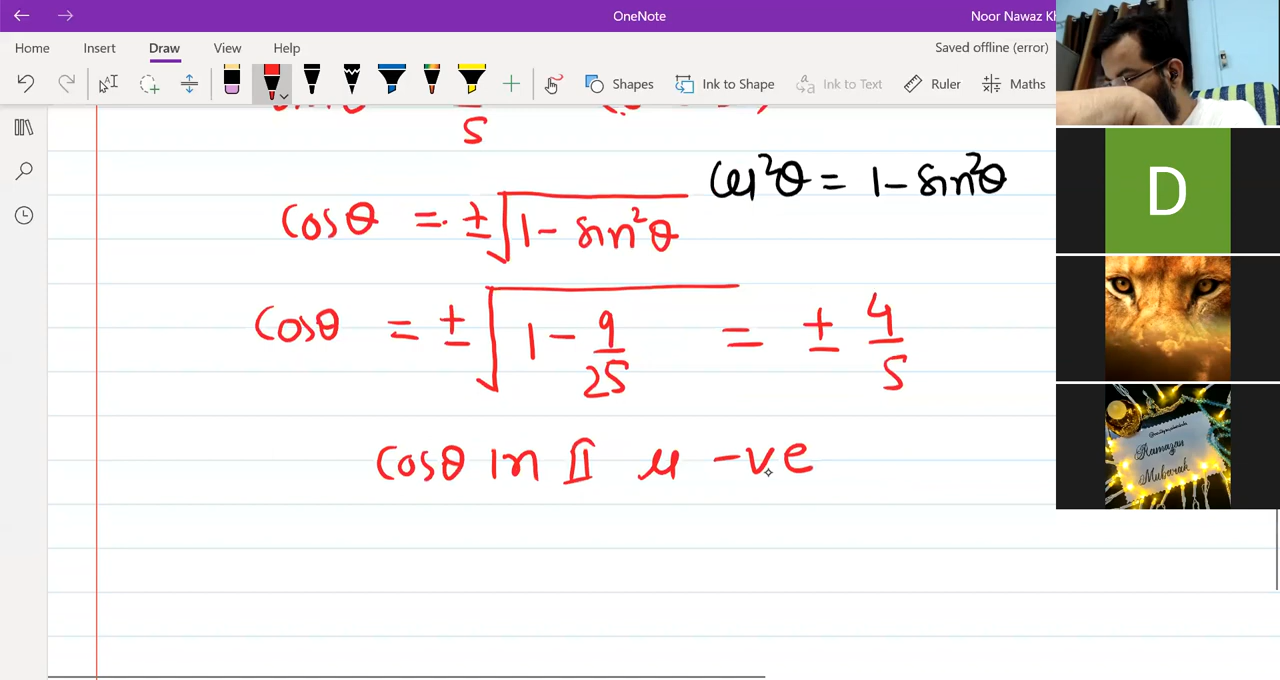 OneNote
Noor Nawaz Kh
Home Insert Draw View Help
Saved offline (error)
Shapes Ink to Shape Ink to Text Ruler Maths
5
cos²θ = 1 - sin²θ
cosθ = ± √1 - sin²θ
cosθ = ± √1 - 9/25 = ± 4/5
cosθ in II is -ve
D
Ramazan
Mubarak